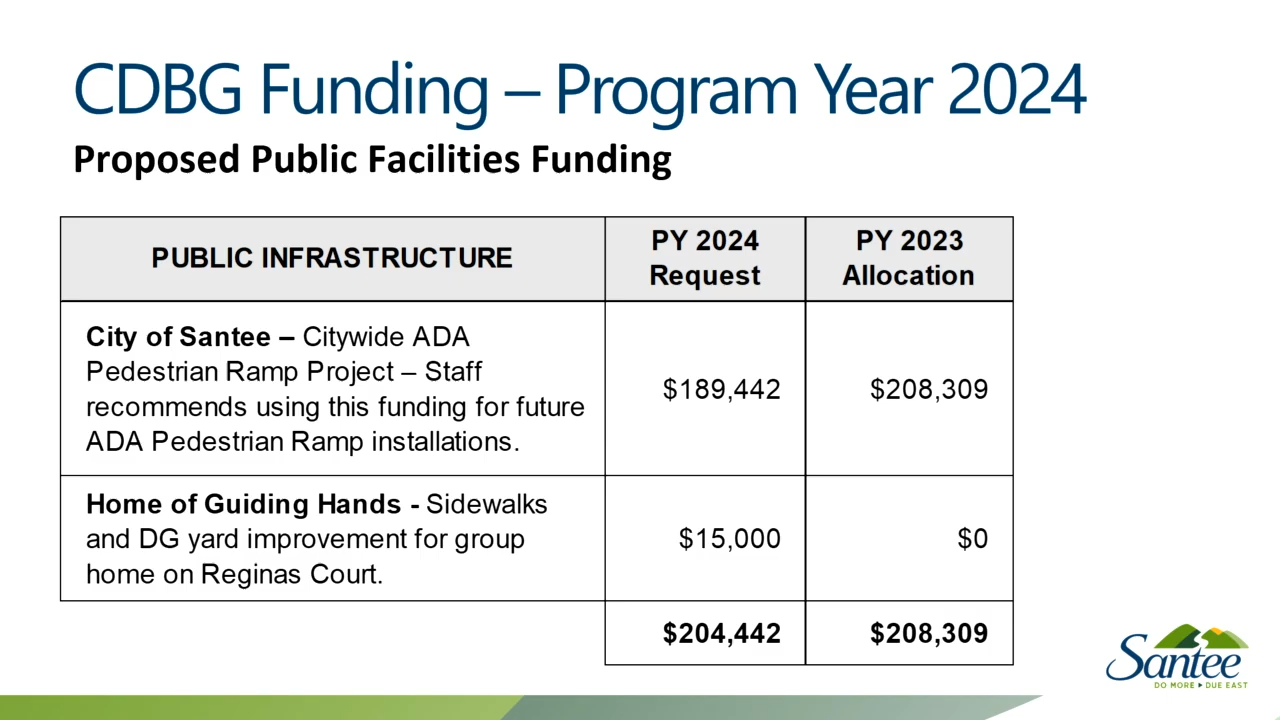 CDBG Funding – Program Year 2024
Proposed Public Facilities Funding
PUBLIC INFRASTRUCTURE
PY 2024
Request
PY 2023
Allocation
City of Santee – Citywide ADA
Pedestrian Ramp Project – Staff
recommends using this funding for future
ADA Pedestrian Ramp installations.
$189,442
$208,309
Home of Guiding Hands - Sidewalks
and DG yard improvement for group
home on Reginas Court.
$15,000
$0
$204,442
$208,309
Santee
DO MORE ▸ DUE EAST